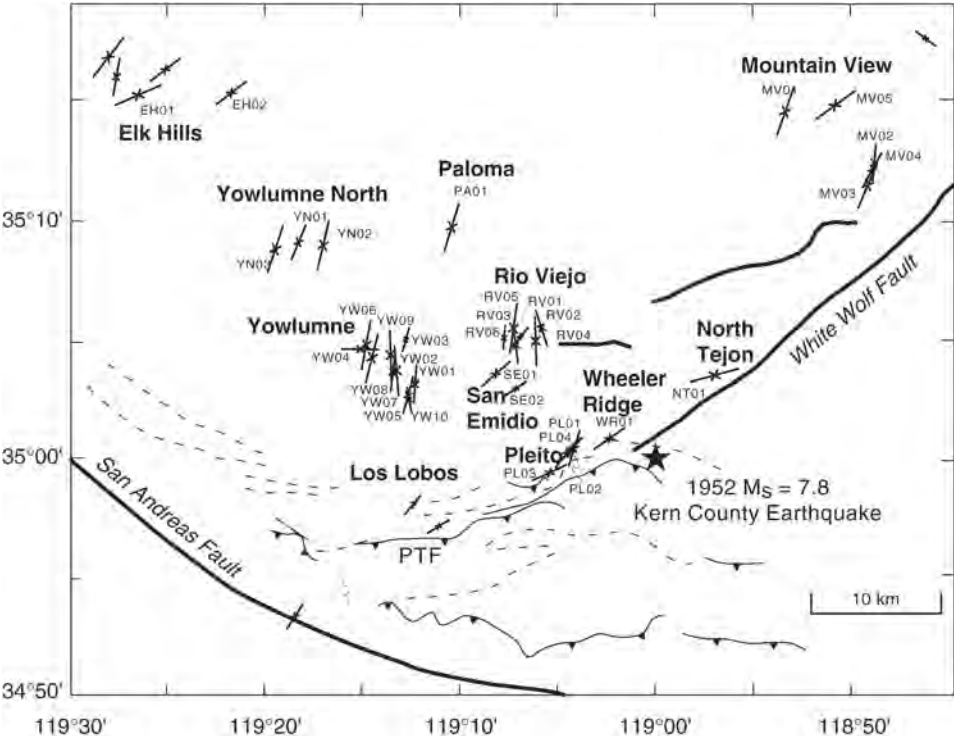 Mountain View
MV01
MV05
EH01
EH02
Elk Hills
MV02
MV04
MV03
Paloma
PA01
Yowlumne North
YN01
YN02
YN03
35°10'
White Wolf Fault
Rio Viejo
RV05
RV01
RV03
RV02
RV06
RV04
YW06
YW09
Yowlumne
YW03
YW04
YW02
YW01
YW08
YW07
YW05
YW10
North
Tejon
NT01
SE01
San
SE02
Emidio
Wheeler
Ridge
WR01
PL01
PL04
Pleito
PL03
PL02
35°00'
San Andreas Fault
Los Lobos
PTF
1952 Ms = 7.8
Kern County Earthquake
10 km
34°50'
119°30'
119°20'
119°10'
119°00'
118°50'